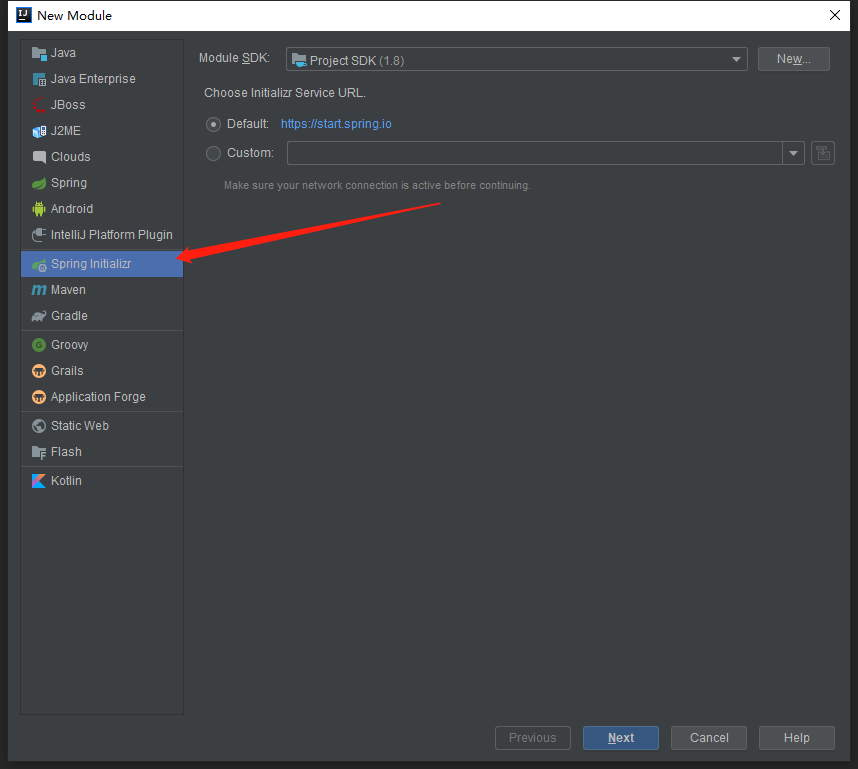 New Module
Java
Java Enterprise
JBoss
J2ME
Clouds
Spring
Android
IntelliJ Platform Plugin
Spring Initializr
Maven
Gradle
Groovy
Grails
Application Forge
Static Web
Flash
Kotlin
Module SDK: Project SDK (1.8) New...
Choose Initializr Service URL.
Default: https://start.spring.io
Custom:
Make sure your network connection is active before continuing.
Previous Next Cancel Help